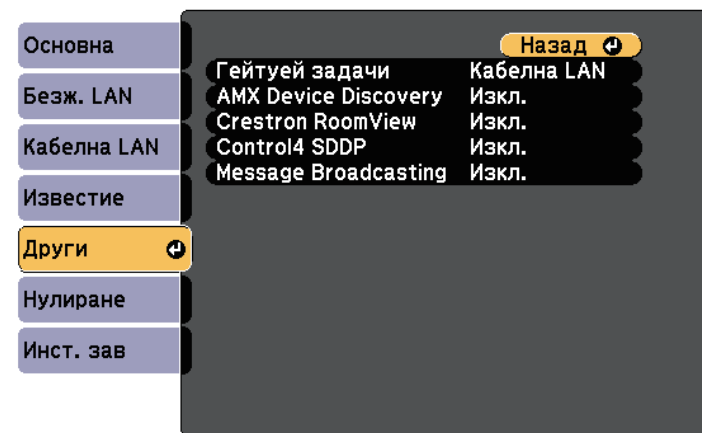 Основна
Безж. LAN
Кабелна LAN
Известие
Други
Нулиране
Инст. зав
Назад
Гейтуей задачи Кабелна LAN
AMX Device Discovery Изкл.
Crestron RoomView Изкл.
Control4 SDDP Изкл.
Message Broadcasting Изкл.